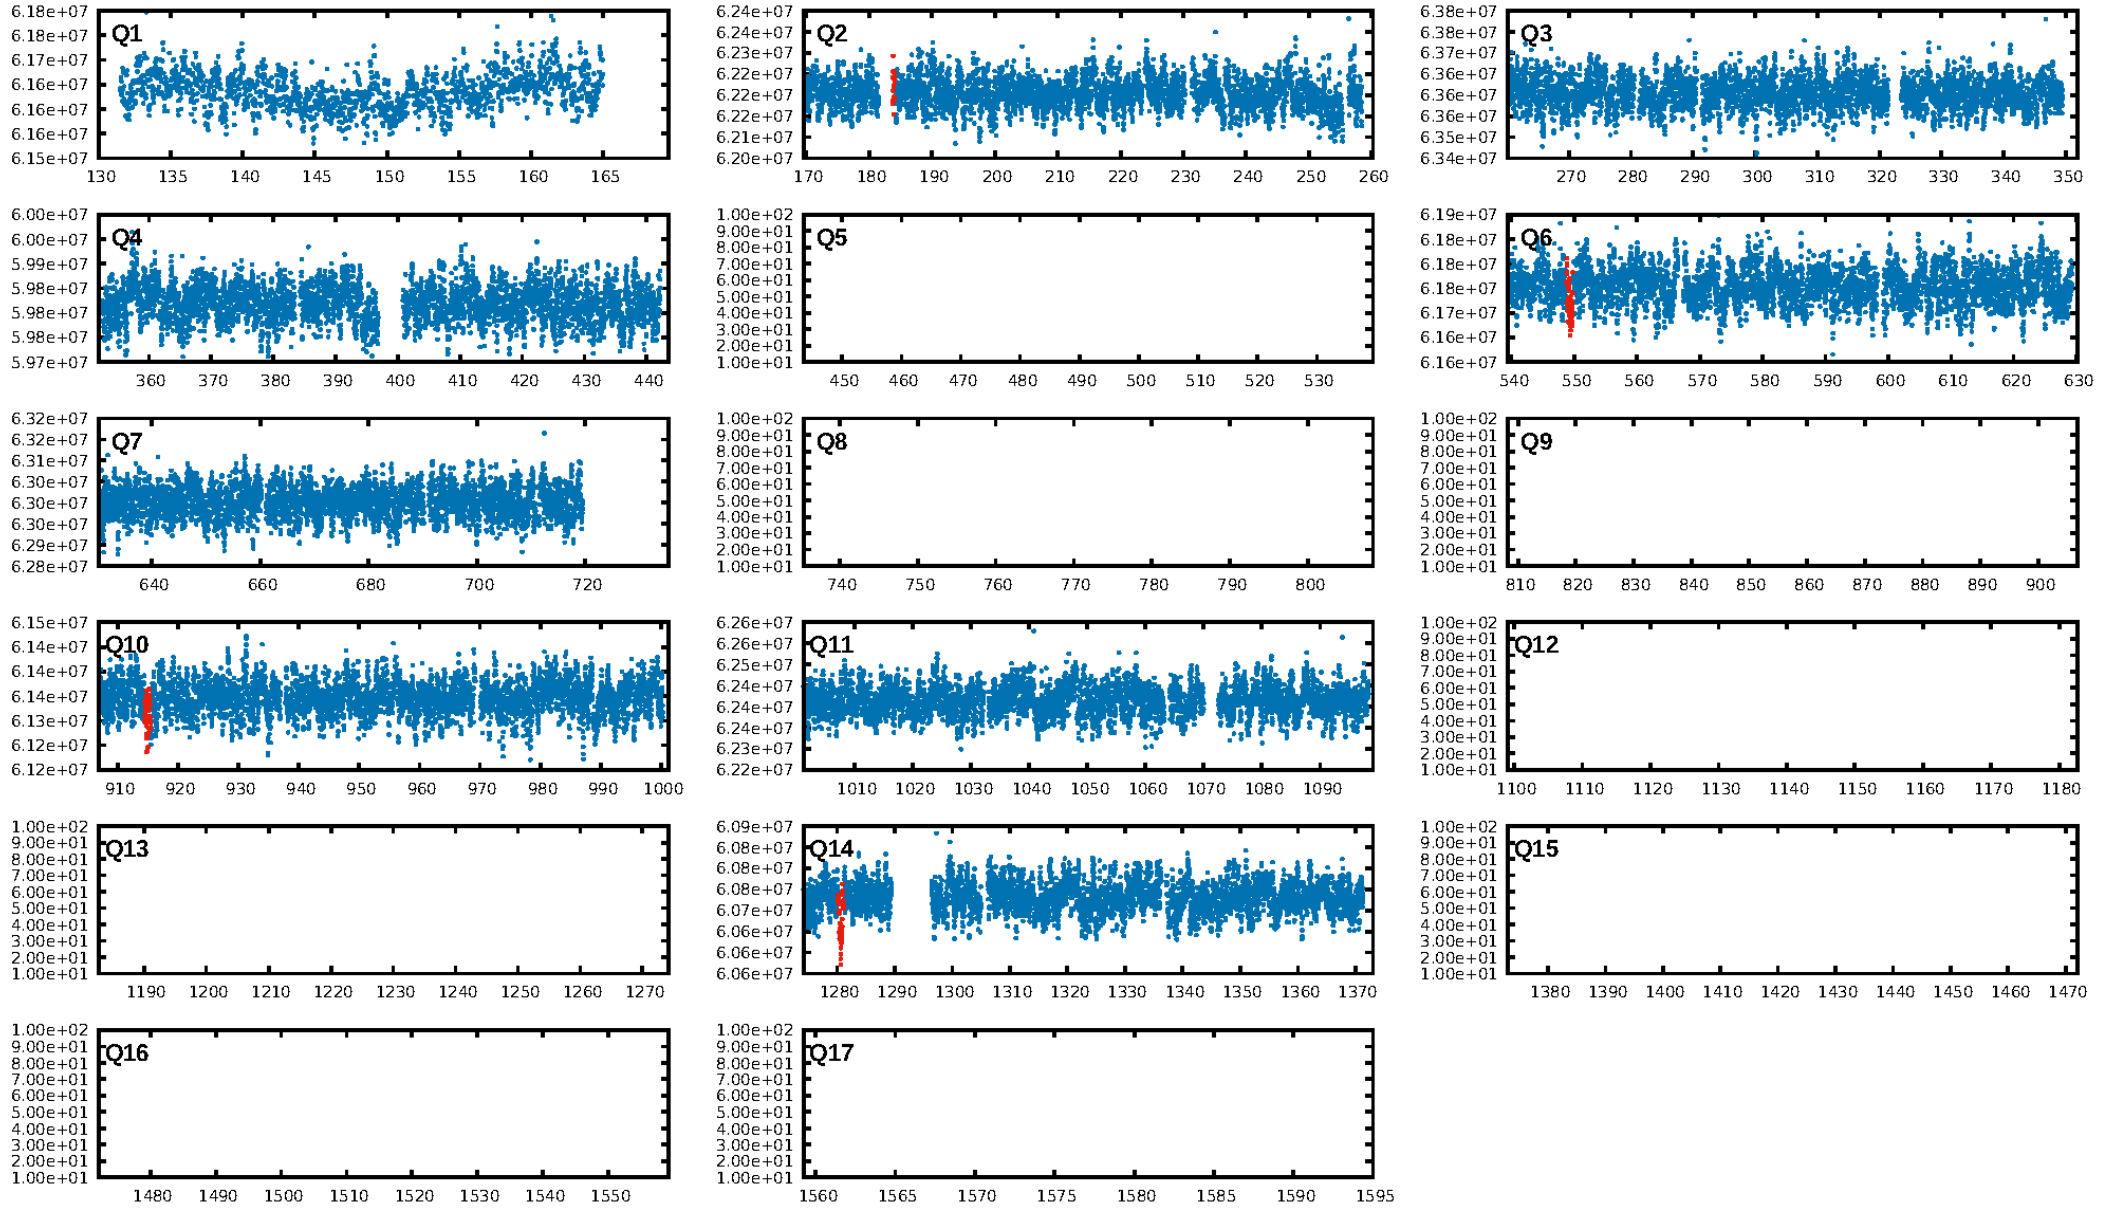 Q1
6.18e+07
6.18e+07
6.17e+07
6.16e+07
6.16e+07
6.16e+07
6.15e+07
130 135 140 145 150 155 160 165
Q2
6.24e+07
6.24e+07
6.23e+07
6.22e+07
6.22e+07
6.22e+07
6.21e+07
6.20e+07
170 180 190 200 210 220 230 240 250 260
Q3
6.38e+07
6.38e+07
6.37e+07
6.36e+07
6.36e+07
6.36e+07
6.35e+07
6.34e+07
270 280 290 300 310 320 330 340 350
Q4
6.00e+07
6.00e+07
5.99e+07
5.98e+07
5.98e+07
5.98e+07
5.97e+07
360 370 380 390 400 410 420 430 440
Q5
1.00e+02
9.00e+01
8.00e+01
7.00e+01
6.00e+01
5.00e+01
4.00e+01
3.00e+01
2.00e+01
1.00e+01
450 460 470 480 490 500 510 520 530
Q6
6.19e+07
6.18e+07
6.18e+07
6.18e+07
6.17e+07
6.16e+07
6.16e+07
540 550 560 570 580 590 600 610 620 630
Q7
6.32e+07
6.32e+07
6.31e+07
6.30e+07
6.30e+07
6.30e+07
6.29e+07
6.28e+07
640 660 680 700 720
Q8
1.00e+02
9.00e+01
8.00e+01
7.00e+01
6.00e+01
5.00e+01
4.00e+01
3.00e+01
2.00e+01
1.00e+01
740 750 760 770 780 790 800
Q9
1.00e+02
9.00e+01
8.00e+01
7.00e+01
6.00e+01
5.00e+01
4.00e+01
3.00e+01
2.00e+01
1.00e+01
810 820 830 840 850 860 870 880 890 900
Q10
6.15e+07
6.14e+07
6.14e+07
6.14e+07
6.13e+07
6.12e+07
6.12e+07
910 920 930 940 950 960 970 980 990 1000
Q11
6.26e+07
6.26e+07
6.25e+07
6.24e+07
6.24e+07
6.24e+07
6.23e+07
6.22e+07
1010 1020 1030 1040 1050 1060 1070 1080 1090
Q12
1.00e+02
9.00e+01
8.00e+01
7.00e+01
6.00e+01
5.00e+01
4.00e+01
3.00e+01
2.00e+01
1.00e+01
1100 1110 1120 1130 1140 1150 1160 1170 1180
Q13
1.00e+02
9.00e+01
8.00e+01
7.00e+01
6.00e+01
5.00e+01
4.00e+01
3.00e+01
2.00e+01
1.00e+01
1190 1200 1210 1220 1230 1240 1250 1260 1270
Q14
6.09e+07
6.08e+07
6.08e+07
6.08e+07
6.07e+07
6.06e+07
6.06e+07
6.06e+07
1280 1290 1300 1310 1320 1330 1340 1350 1360 1370
Q15
1.00e+02
9.00e+01
8.00e+01
7.00e+01
6.00e+01
5.00e+01
4.00e+01
3.00e+01
2.00e+01
1.00e+01
1380 1390 1400 1410 1420 1430 1440 1450 1460 1470
Q16
1.00e+02
9.00e+01
8.00e+01
7.00e+01
6.00e+01
5.00e+01
4.00e+01
3.00e+01
2.00e+01
1.00e+01
1480 1490 1500 1510 1520 1530 1540 1550
Q17
1.00e+02
9.00e+01
8.00e+01
7.00e+01
6.00e+01
5.00e+01
4.00e+01
3.00e+01
2.00e+01
1.00e+01
1560 1565 1570 1575 1580 1585 1590 1595